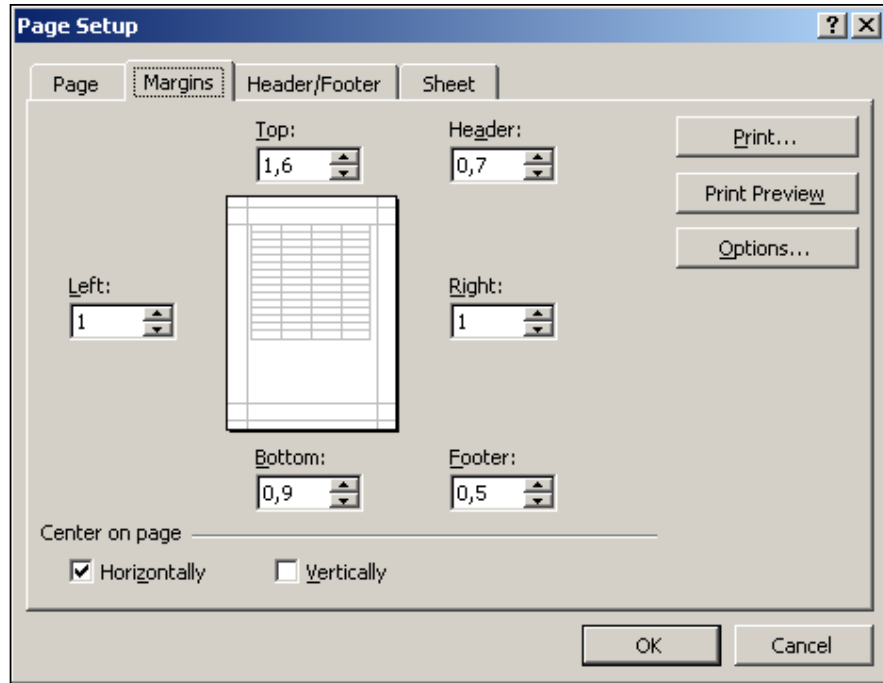 Page Setup
Page Margins Header/Footer Sheet
Top: Header:
1,6 0,7
Print...
Print Preview
Options...
Left: Right:
1 1
Bottom: Footer:
0,9 0,5
Center on page
Horizontally Vertically
OK Cancel